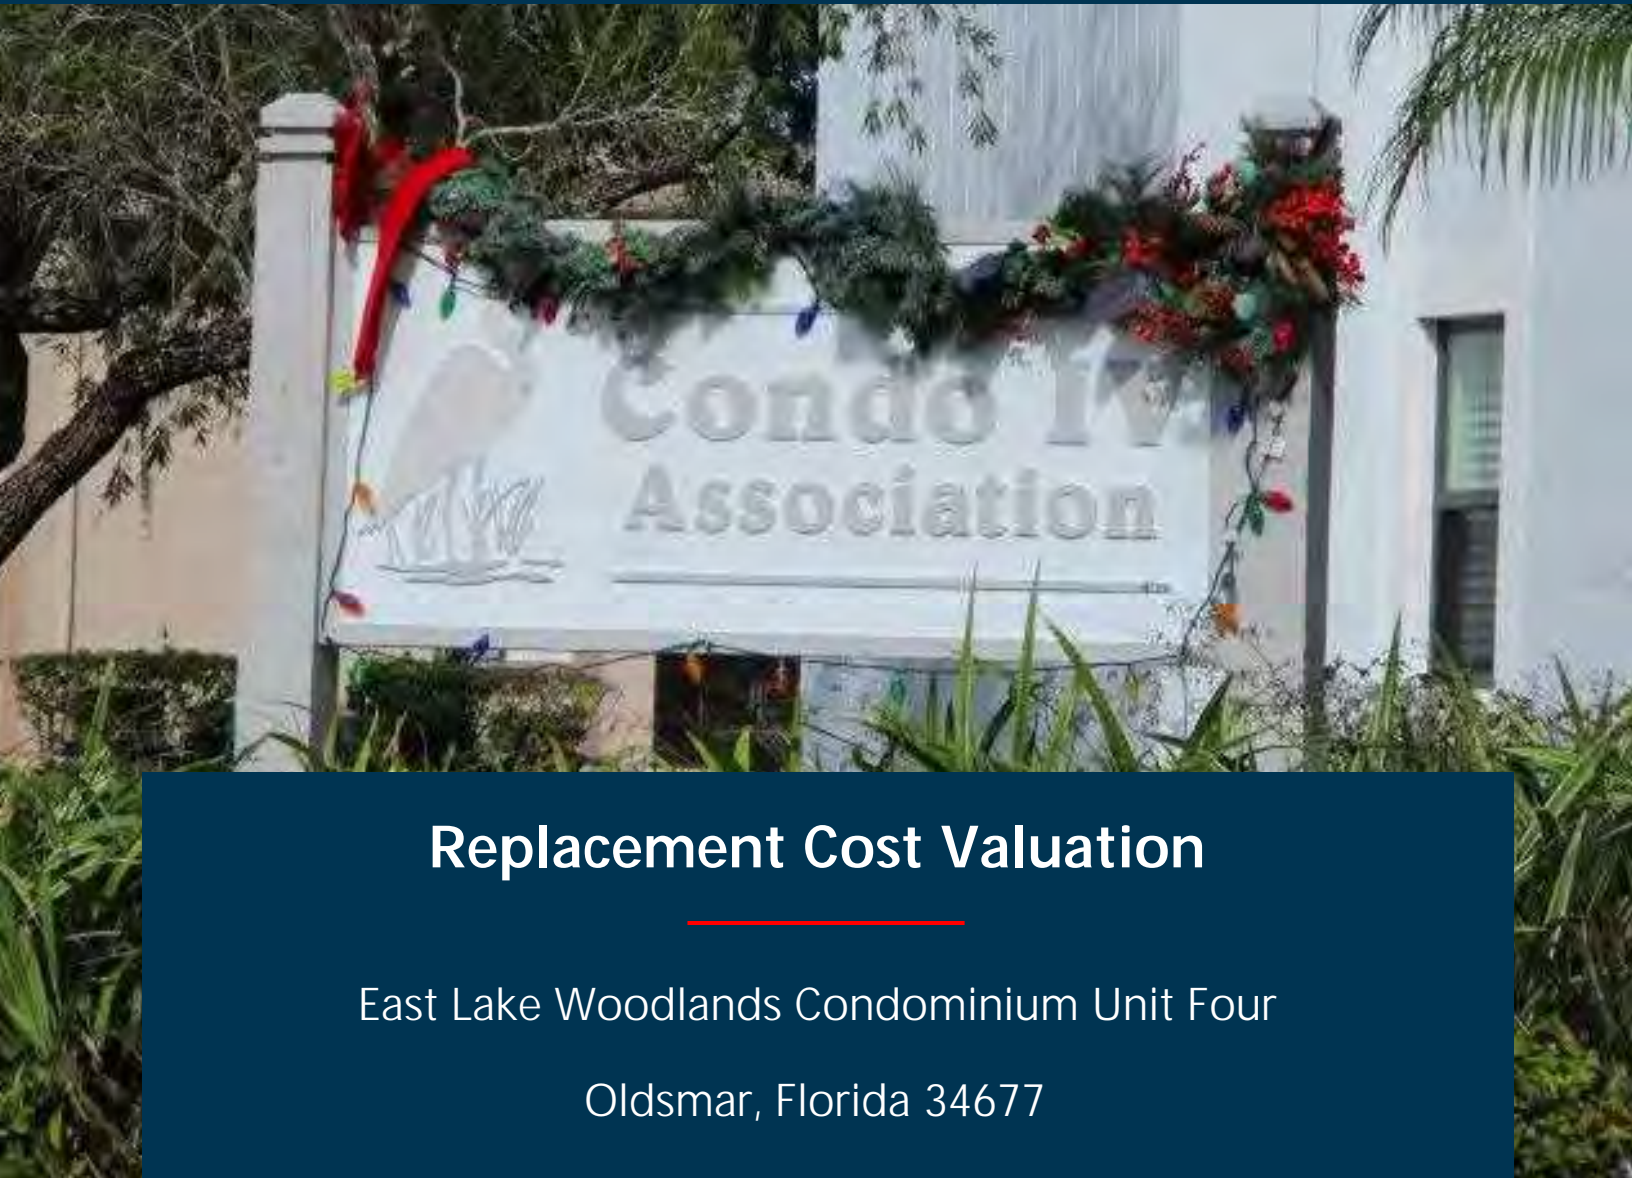 Condo IV
Association
Replacement Cost Valuation
East Lake Woodlands Condominium Unit Four
Oldsmar, Florida 34677